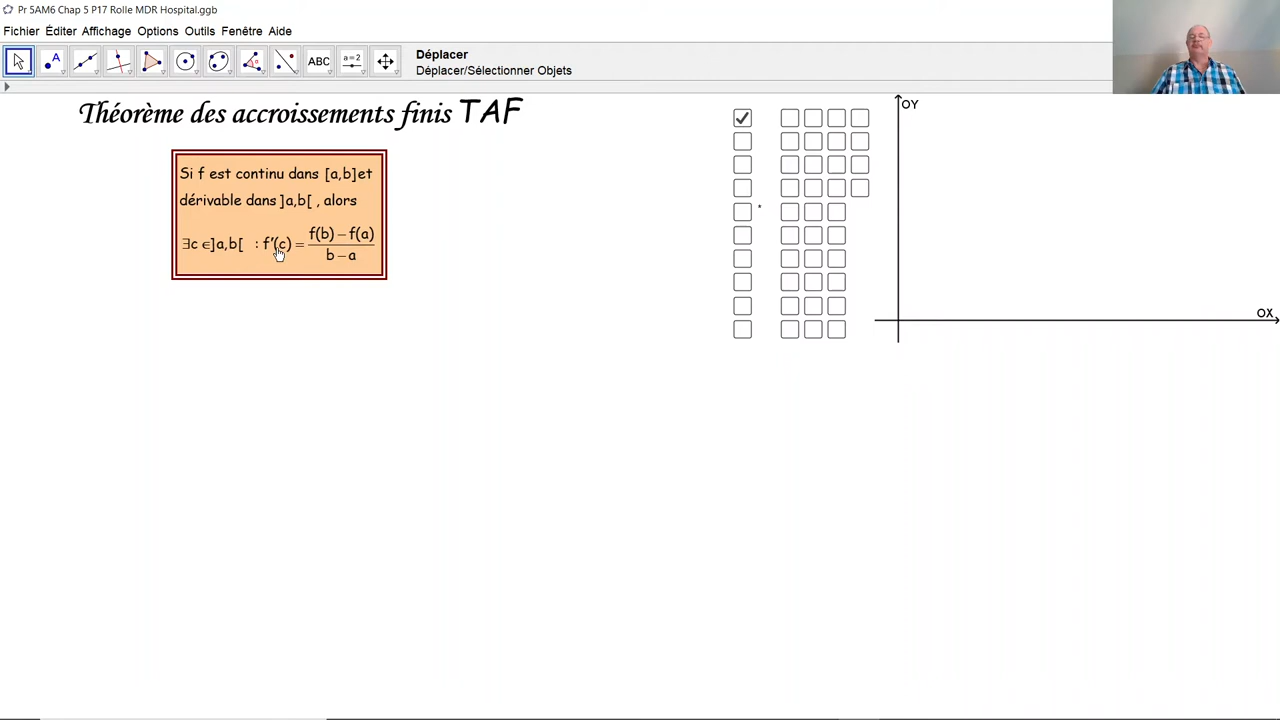 Pr 5AM6 Chap 5 P17 Rolle MDR Hospital.ggb
Fichier Éditer Affichage Options Outils Fenêtre Aide
A
ABC
a=2
Déplacer
Déplacer/Sélectionner Objets
Théorème des accroissements finis TAF
Si f est continu dans [a,b]et
dérivable dans ]a,b[ , alors
∃c ∈]a,b[ : f'(c) = f(b) − f(a) / b − a
OY
OX